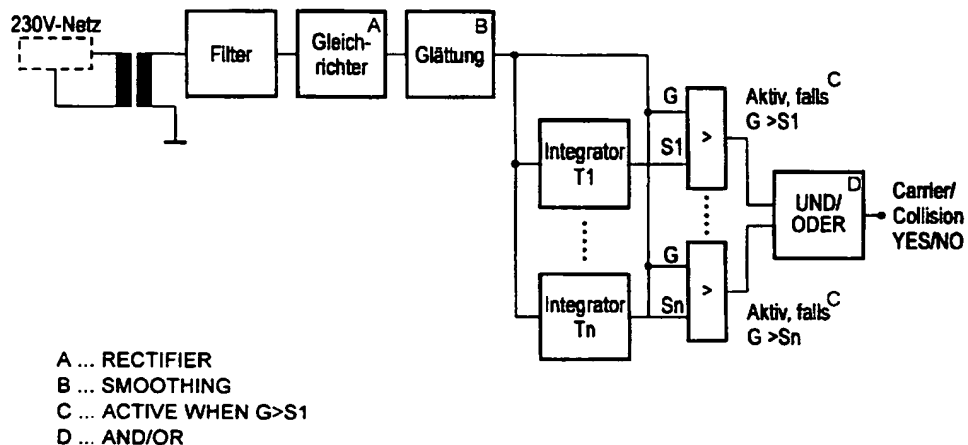 230V-Netz
Filter
Gleich-
richter
A
Glättung
B
G
S1
>
Aktiv, falls C
G >S1
Integrator
T1
UND/
ODER
D
Carrier/
Collision
YES/NO
G
Sn
>
Integrator
Tn
Aktiv, falls C
G >Sn
A ... RECTIFIER
B ... SMOOTHING
C ... ACTIVE WHEN G>S1
D ... AND/OR